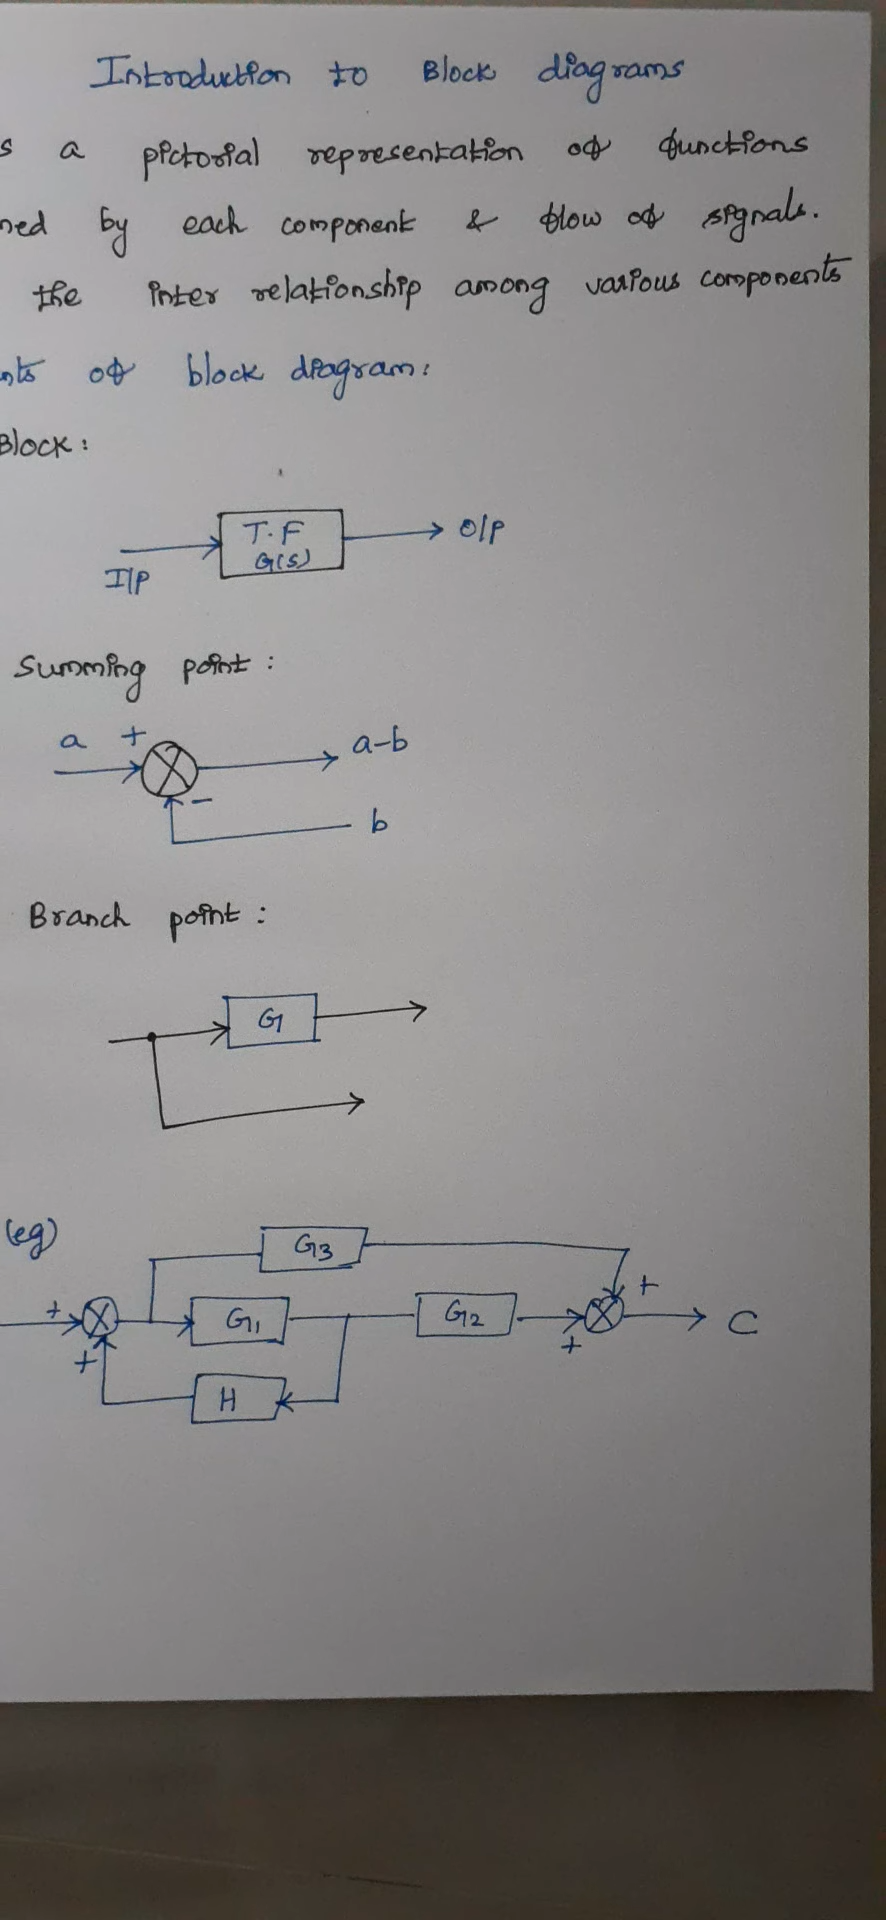 Introduction to Block diagrams
s a pictorial representation of functions
ned by each component & flow of signals.
the inter relationship among various components
nts of block diagram:
Block:
T.F
G(s)
O/P
I/P
Summing point:
a + a-b
- b
Branch point:
G
(eg)
G3
+ G1 G2 + C
+ +
H